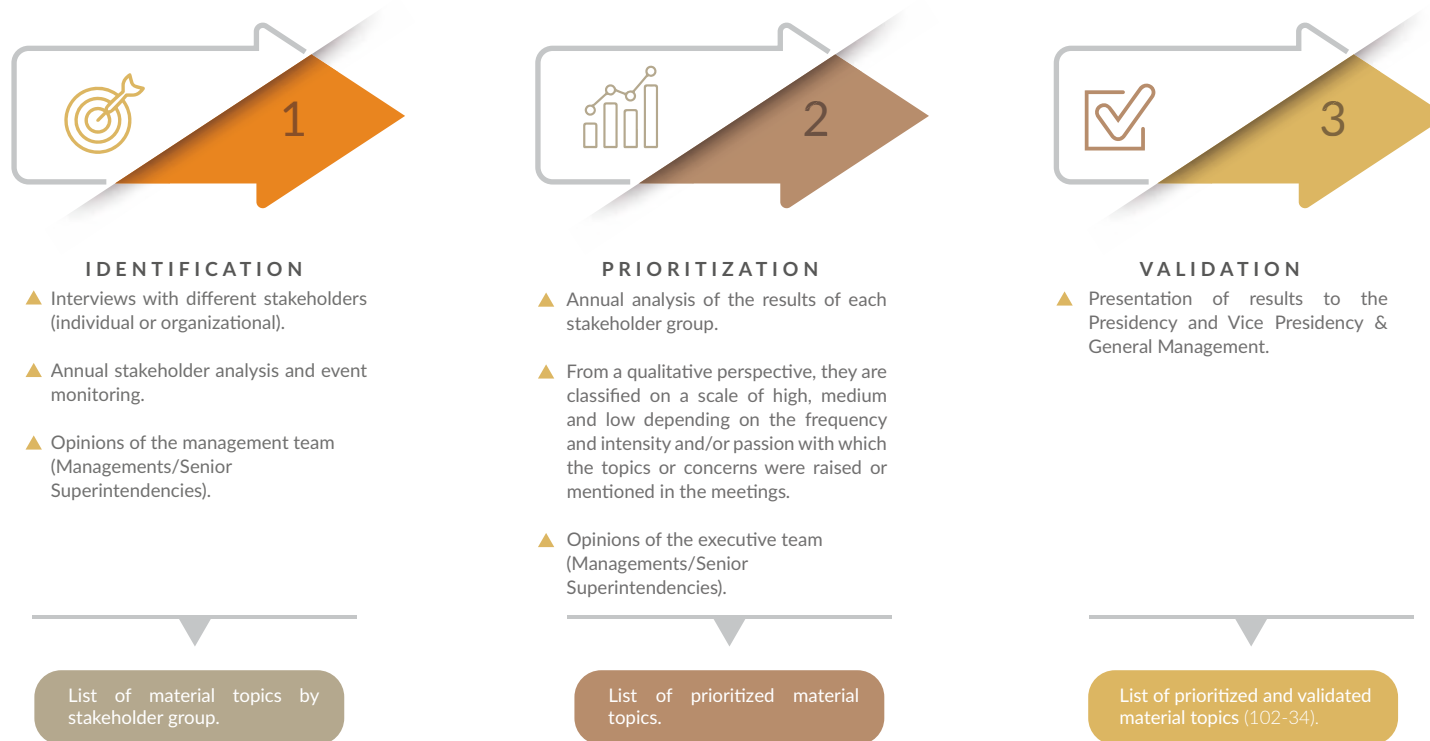 1
IDENTIFICATION
Interviews with different stakeholders
(individual or organizational).
Annual stakeholder analysis and event
monitoring.
Opinions of the management team
(Managements/Senior
Superintendencies).
List of material topics by
stakeholder group.
2
PRIORITIZATION
Annual analysis of the results of each
stakeholder group.
From a qualitative perspective, they are
classified on a scale of high, medium
and low depending on the frequency
and intensity and/or passion with which
the topics or concerns were raised or
mentioned in the meetings.
Opinions of the executive team
(Managements/Senior
Superintendencies).
List of prioritized material
topics.
3
VALIDATION
Presentation of results to the
Presidency and Vice Presidency &
General Management.
List of prioritized and validated
material topics (102-34).